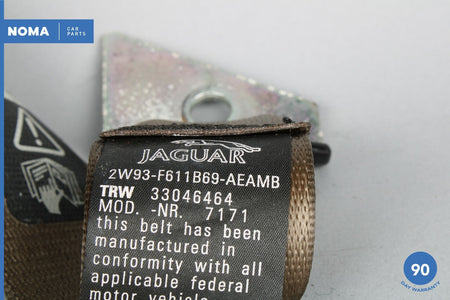 NOMA CAR PARTS
JAGUAR
2W93-F611B69-AEAMB
TRW 33046464
MOD. -NR. 7171
this belt has been
manufactured in
conformity with all
applicable federal
motor vehicle
90
DAY WARRANTY